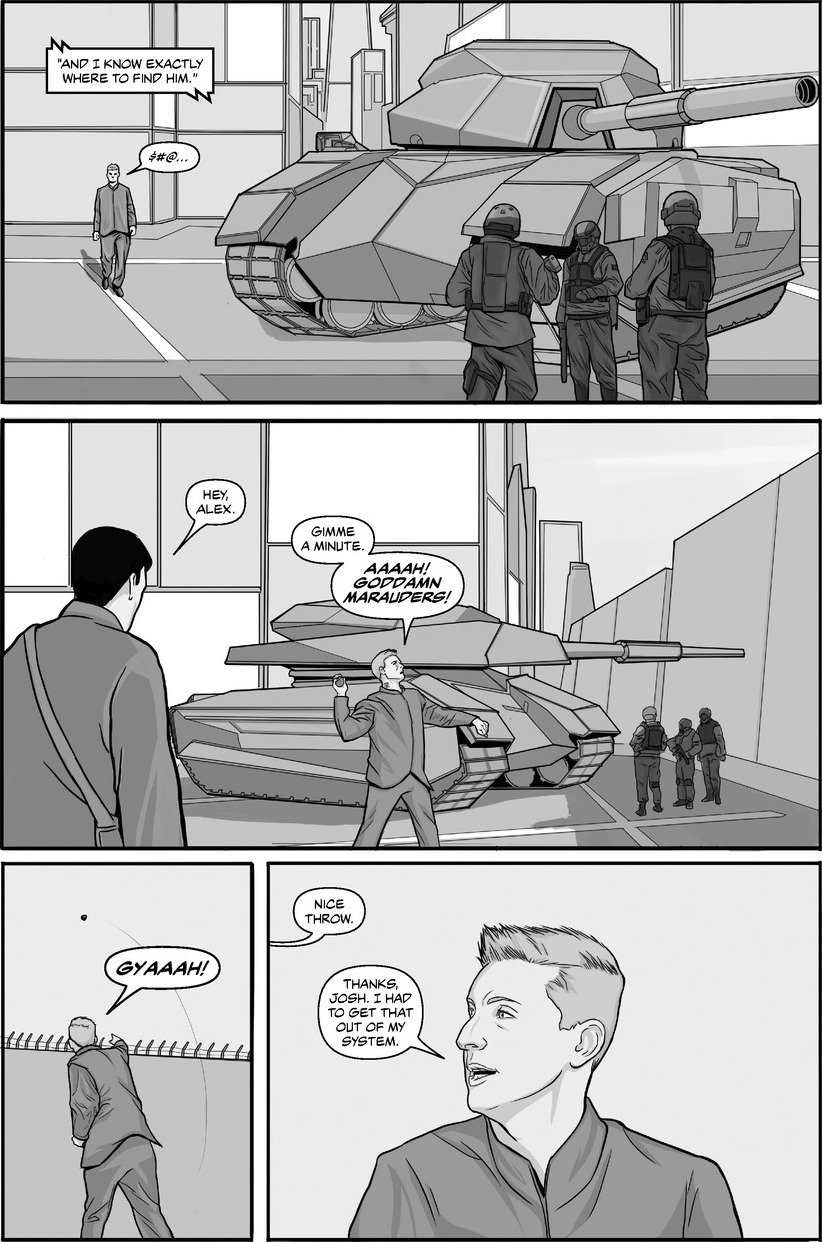 "AND I KNOW EXACTLY
WHERE TO FIND HIM."
$#@...
HEY,
ALEX.
GIMME
A MINUTE.
AAAAH!
GODDAMN
MARAUDERS!
GYAAAH!
NICE
THROW.
THANKS,
JOSH. I HAD
TO GET THAT
OUT OF MY
SYSTEM.